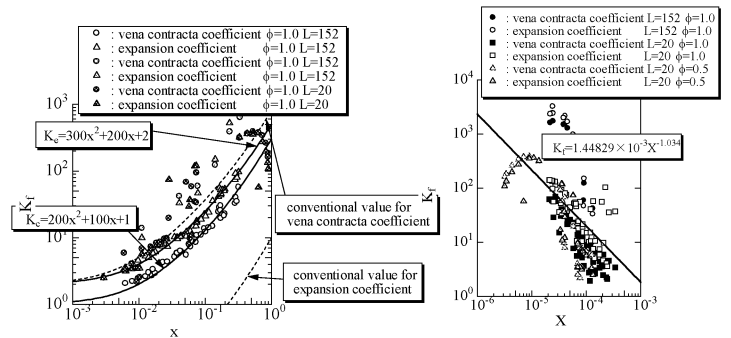 : vena contracta coefficient ϕ=1.0 L=152
: expansion coefficient ϕ=1.0 L=152
: vena contracta coefficient ϕ=1.0 L=152
: expansion coefficient ϕ=1.0 L=152
: vena contracta coefficient ϕ=1.0 L=20
: expansion coefficient ϕ=1.0 L=20
10³
10²
10¹
10⁰
K_f
K_e=300x²+200x+2
K_c=200x²+100x+1
conventional value for
vena contracta coefficient
conventional value for
expansion coefficient
10⁻³ 10⁻² 10⁻¹ 10⁰
x
: vena contracta coefficient L=152 ϕ=1.0
: expansion coefficient L=152 ϕ=1.0
: vena contracta coefficient L=20 ϕ=1.0
: expansion coefficient L=20 ϕ=1.0
: vena contracta coefficient L=20 ϕ=0.5
: expansion coefficient L=20 ϕ=0.5
10⁴
10³
10²
10¹
10⁰
K_f
K_f=1.44829×10⁻³X⁻¹·⁰³⁴
10⁻⁶ 10⁻⁵ 10⁻⁴ 10⁻³
X